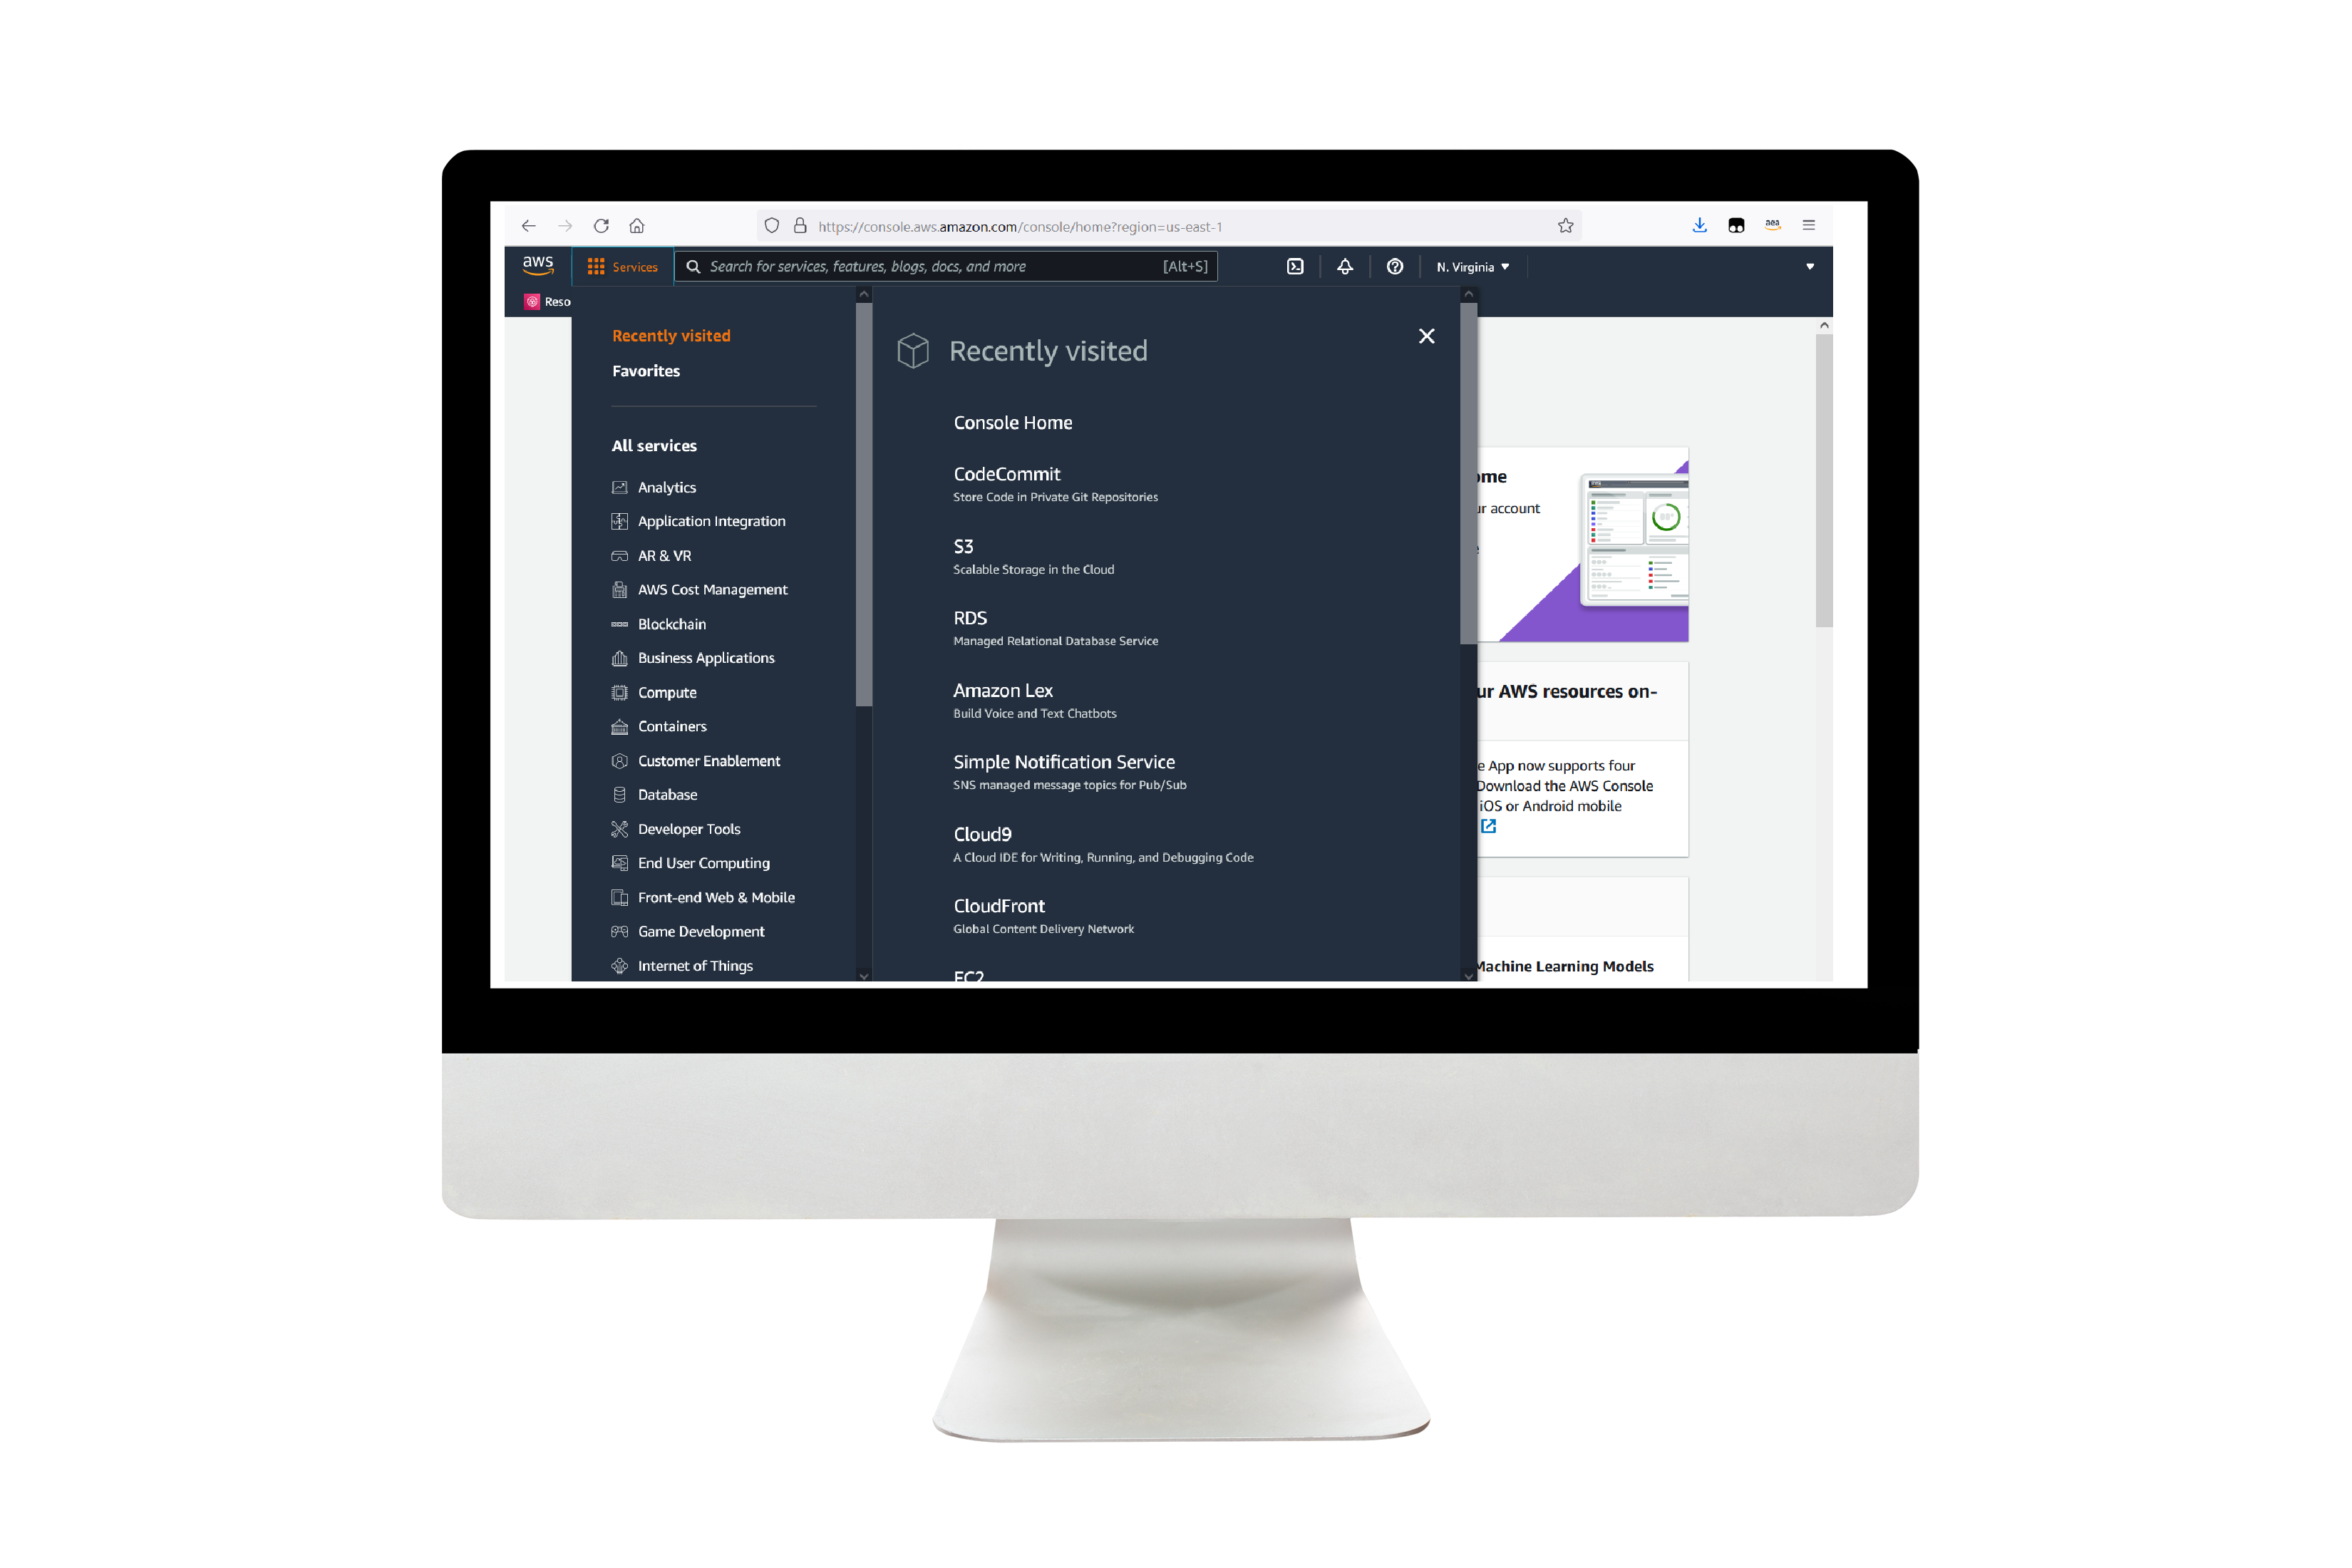 https://console.aws.amazon.com/console/home?region=us-east-1
aea
aws
Services
Search for services, features, blogs, docs, and more
[Alt+S]
N. Virginia
Reso
Recently visited
Favorites
All services
Analytics
Application Integration
AR & VR
AWS Cost Management
Blockchain
Business Applications
Compute
Containers
Customer Enablement
Database
Developer Tools
End User Computing
Front-end Web & Mobile
Game Development
Internet of Things
Recently visited
Console Home
CodeCommit
Store Code in Private Git Repositories
S3
Scalable Storage in the Cloud
RDS
Managed Relational Database Service
Amazon Lex
Build Voice and Text Chatbots
Simple Notification Service
SNS managed message topics for Pub/Sub
Cloud9
A Cloud IDE for Writing, Running, and Debugging Code
CloudFront
Global Content Delivery Network
EC2
ome
ur account
e
ur AWS resources on-
e App now supports four
Download the AWS Console
iOS or Android mobile
Machine Learning Models